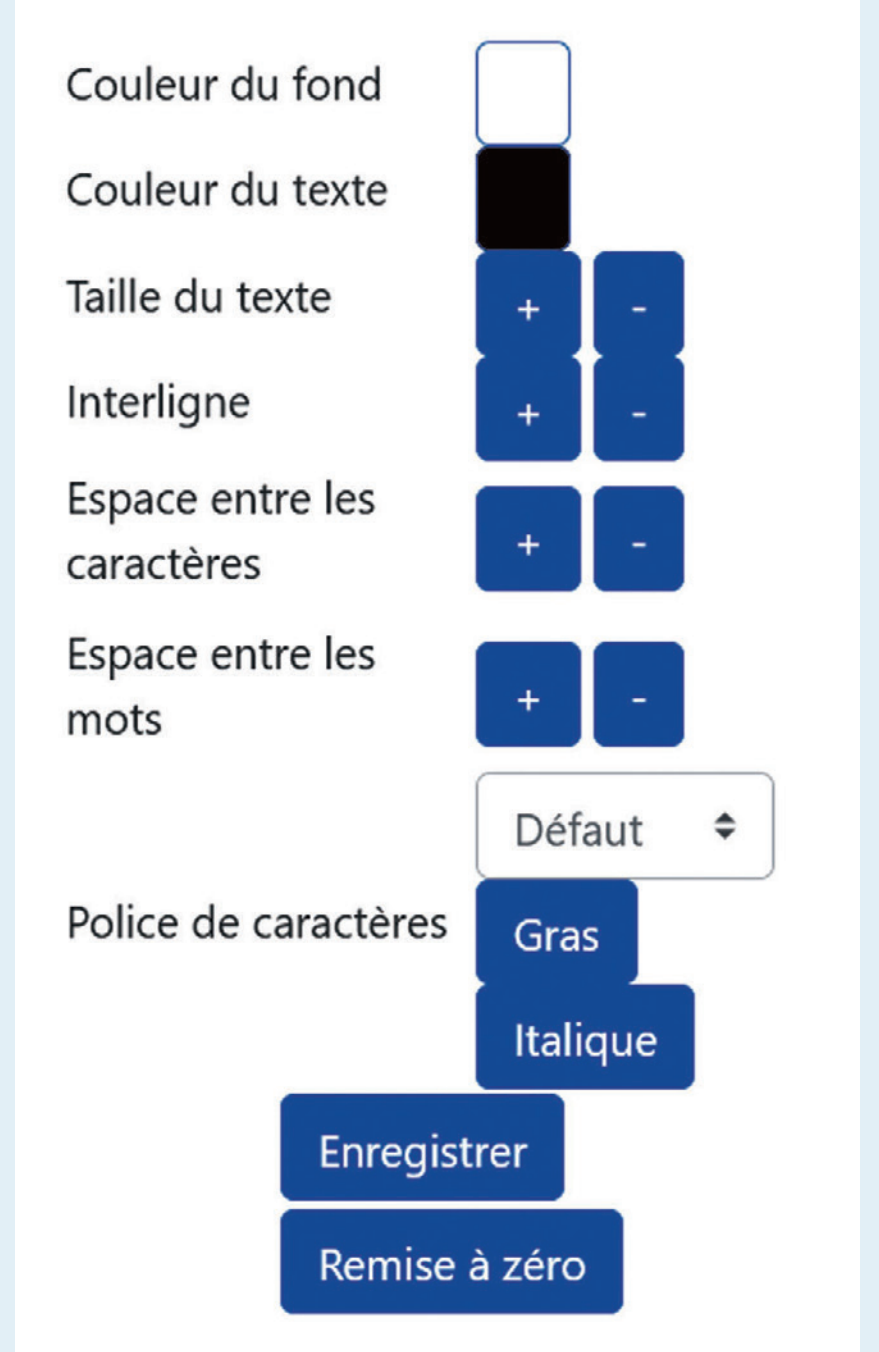 Couleur du fond
Couleur du texte
Taille du texte + -
Interligne + -
Espace entre les
caractères + -
Espace entre les
mots + -
Défaut
Police de caractères
Gras
Italique
Enregistrer
Remise à zéro